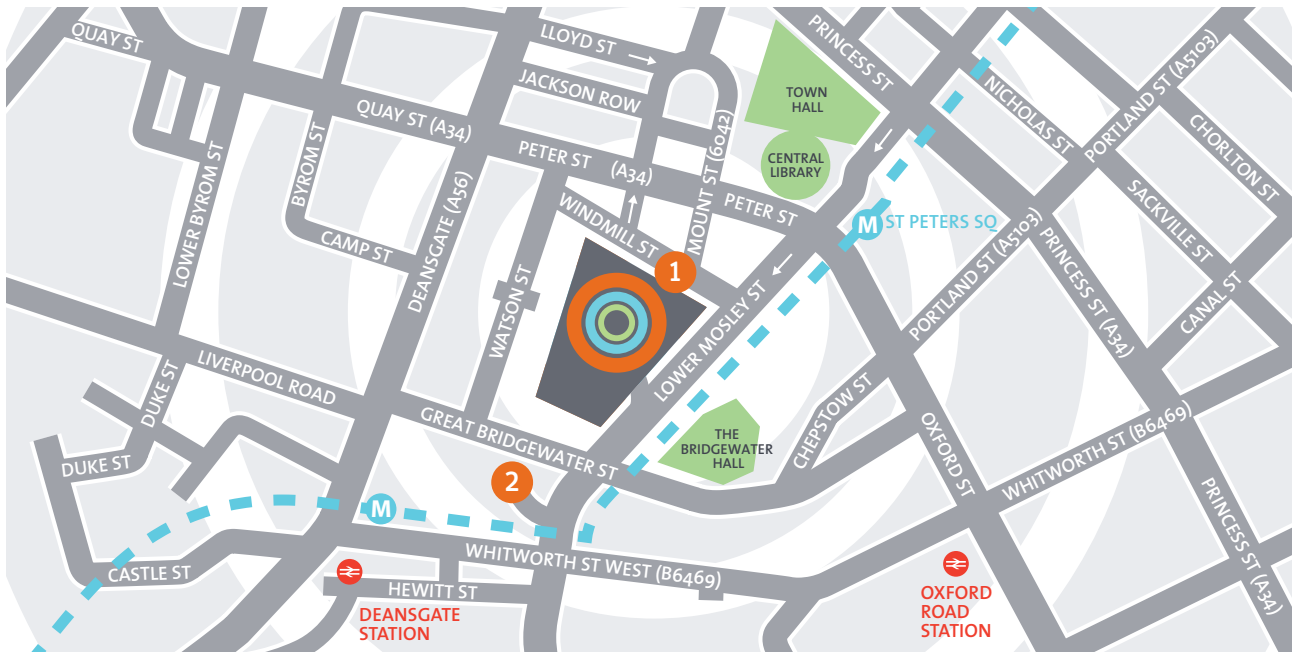 QUAY ST
LLOYD ST
PRINCESS ST
PORTLAND ST (A5103)
JACKSON ROW
TOWN
HALL
NICHOLAS ST
CHORLTON ST
QUAY ST (A34)
PETER ST
(A34)
MOUNT ST (6042)
CENTRAL
LIBRARY
PETER ST
SACKVILLE ST
BYROM ST
LOWER BYROM ST
CAMP ST
DEANSGATE (A56)
WINDMILL ST
M
ST PETERS SQ
PORTLAND ST (A5103)
PRINCESS ST (A34)
CANAL ST
1
WATSON ST
LOWER MOSLEY ST
LIVERPOOL ROAD
DUKE ST
GREAT BRIDGEWATER ST
THE
BRIDGEWATER
HALL
CHEPSTOW ST
OXFORD ST
WHITWORTH ST (B6469)
DUKE ST
2
M
PRINCESS ST (A34)
CASTLE ST
WHITWORTH ST WEST (B6469)
HEWITT ST
DEANSGATE
STATION
OXFORD
ROAD
STATION